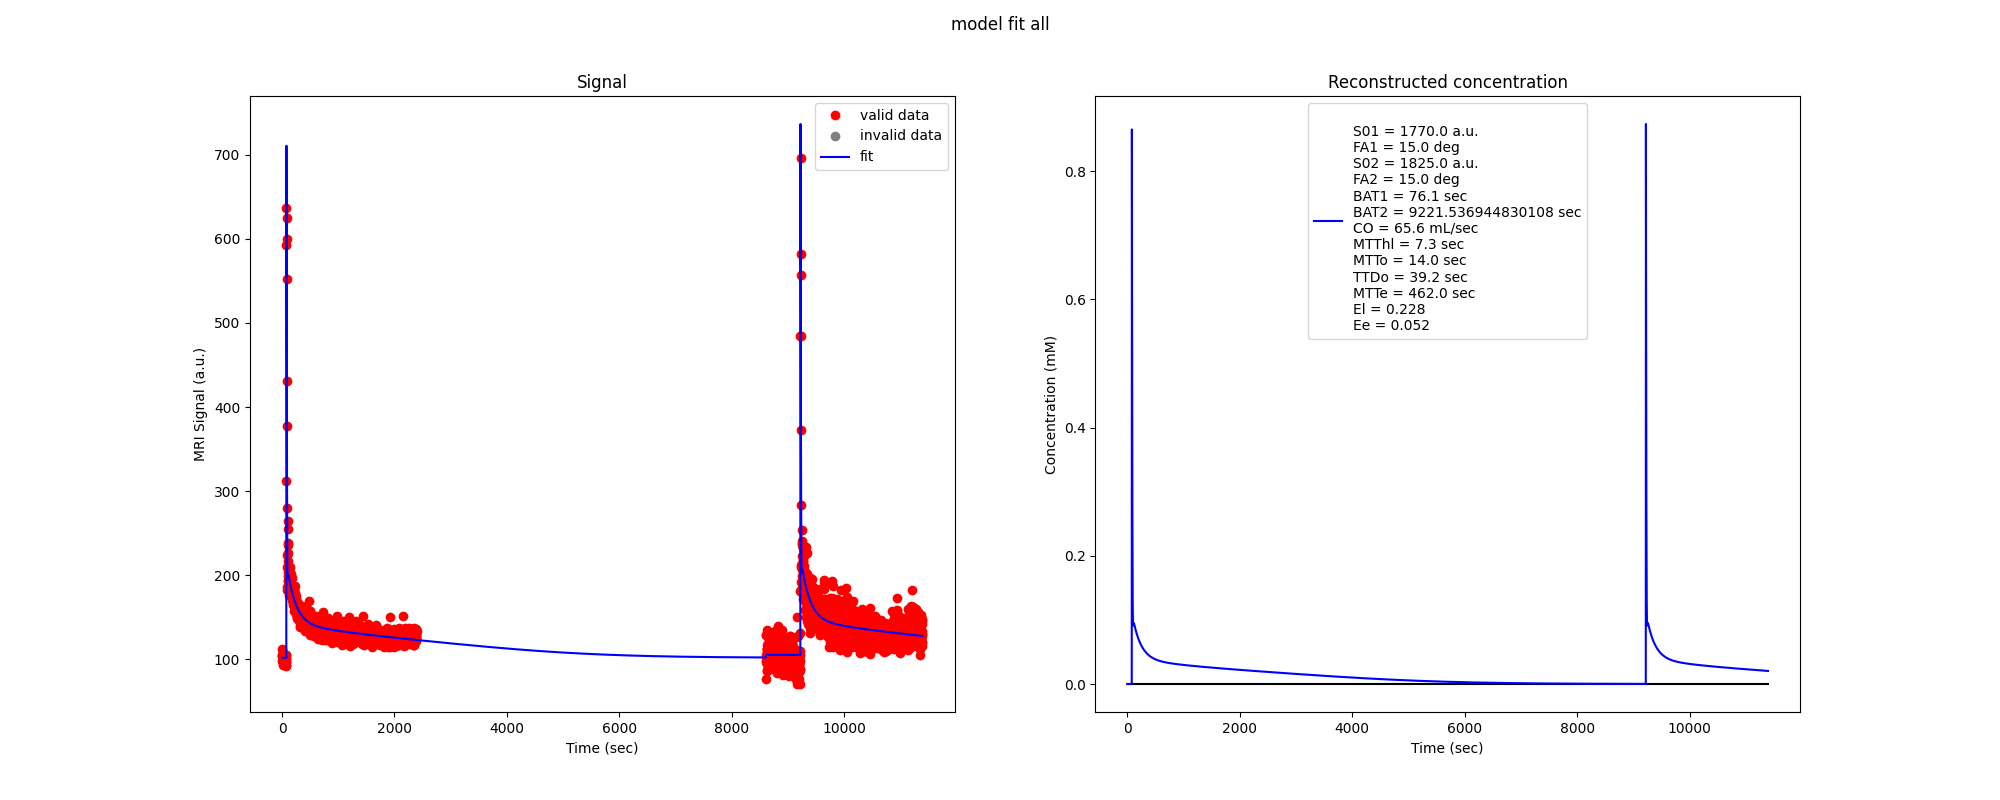 model fit all
Signal
MRI Signal (a.u.)
700
600
500
400
300
200
100
0
2000
4000
6000
8000
10000
Time (sec)
valid data
invalid data
fit
Reconstructed concentration
Concentration (mM)
0.8
0.6
0.4
0.2
0.0
0
2000
4000
6000
8000
10000
Time (sec)
S01 = 1770.0 a.u.
FA1 = 15.0 deg
S02 = 1825.0 a.u.
FA2 = 15.0 deg
BAT1 = 76.1 sec
BAT2 = 9221.536944830108 sec
CO = 65.6 mL/sec
MTThl = 7.3 sec
MTTo = 14.0 sec
TTDo = 39.2 sec
MTTe = 462.0 sec
El = 0.228
Ee = 0.052